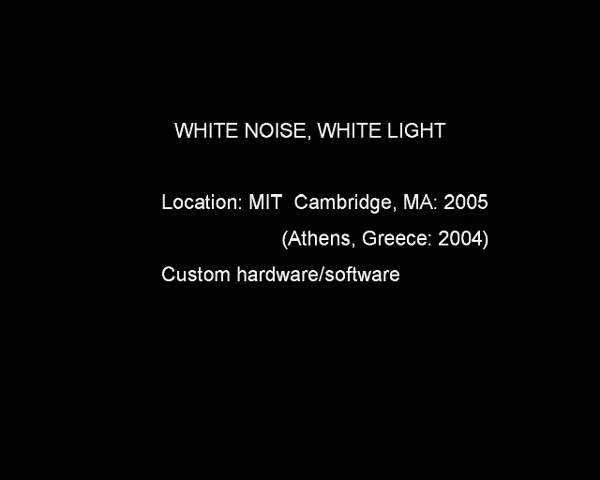 WHITE NOISE, WHITE LIGHT
Location: MIT  Cambridge, MA: 2005
(Athens, Greece: 2004)
Custom hardware/software